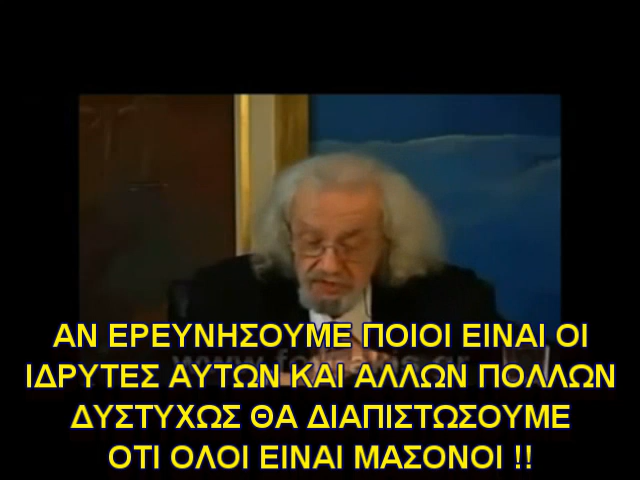 ΑΝ ΕΡΕΥΝΗΣΟΥΜΕ ΠΟΙΟΙ ΕΙΝΑΙ ΟΙ
ΙΔΡΥΤΕΣ ΑΥΤΩΝ ΚΑΙ ΑΛΛΩΝ ΠΟΛΛΩΝ
ΔΥΣΤΥΧΩΣ ΘΑ ΔΙΑΠΙΣΤΩΣΟΥΜΕ
ΟΤΙ ΟΛΟΙ ΕΙΝΑΙ ΜΑΣΟΝΟΙ !!